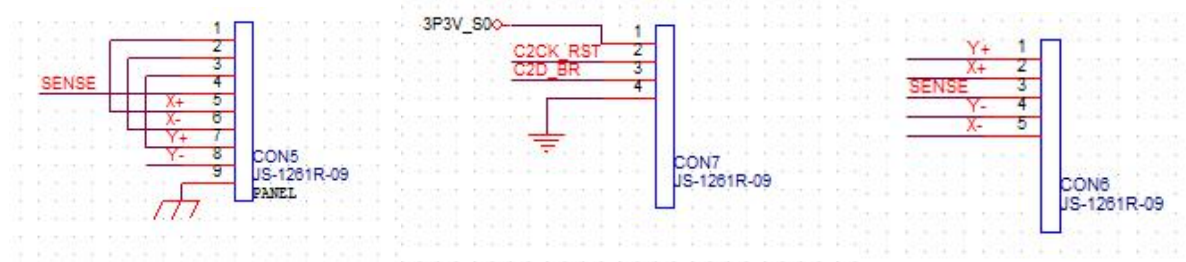 1
2
3
4
SENSE
X+ 5
X- 6
Y+ 7
Y- 8
9
CON5
JS-1261R-09
PANEL
3P3V_S0
1
C2CK_RST 2
C2D_BR 3
4
CON7
JS-1261R-09
Y+ 1
X+ 2
SENSE 3
Y- 4
X- 5
CON6
JS-1261R-09